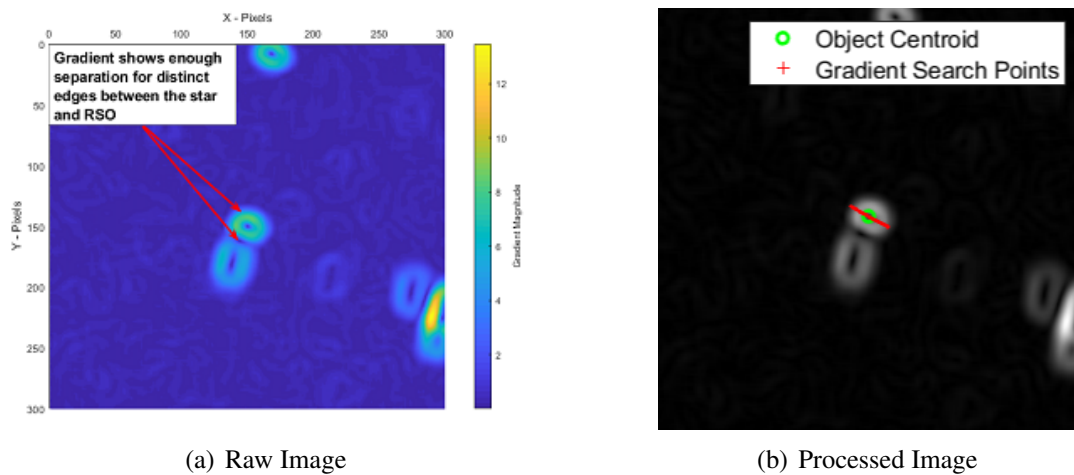 X - Pixels
0 50 100 150 200 250 300
0
50
100
150
200
250
300
Y - Pixels
Gradient shows enough
separation for distinct
edges between the star
and RSO
12
10
8
6
4
2
Gradient Magnitude
(a) Raw Image
Object Centroid
Gradient Search Points
(b) Processed Image